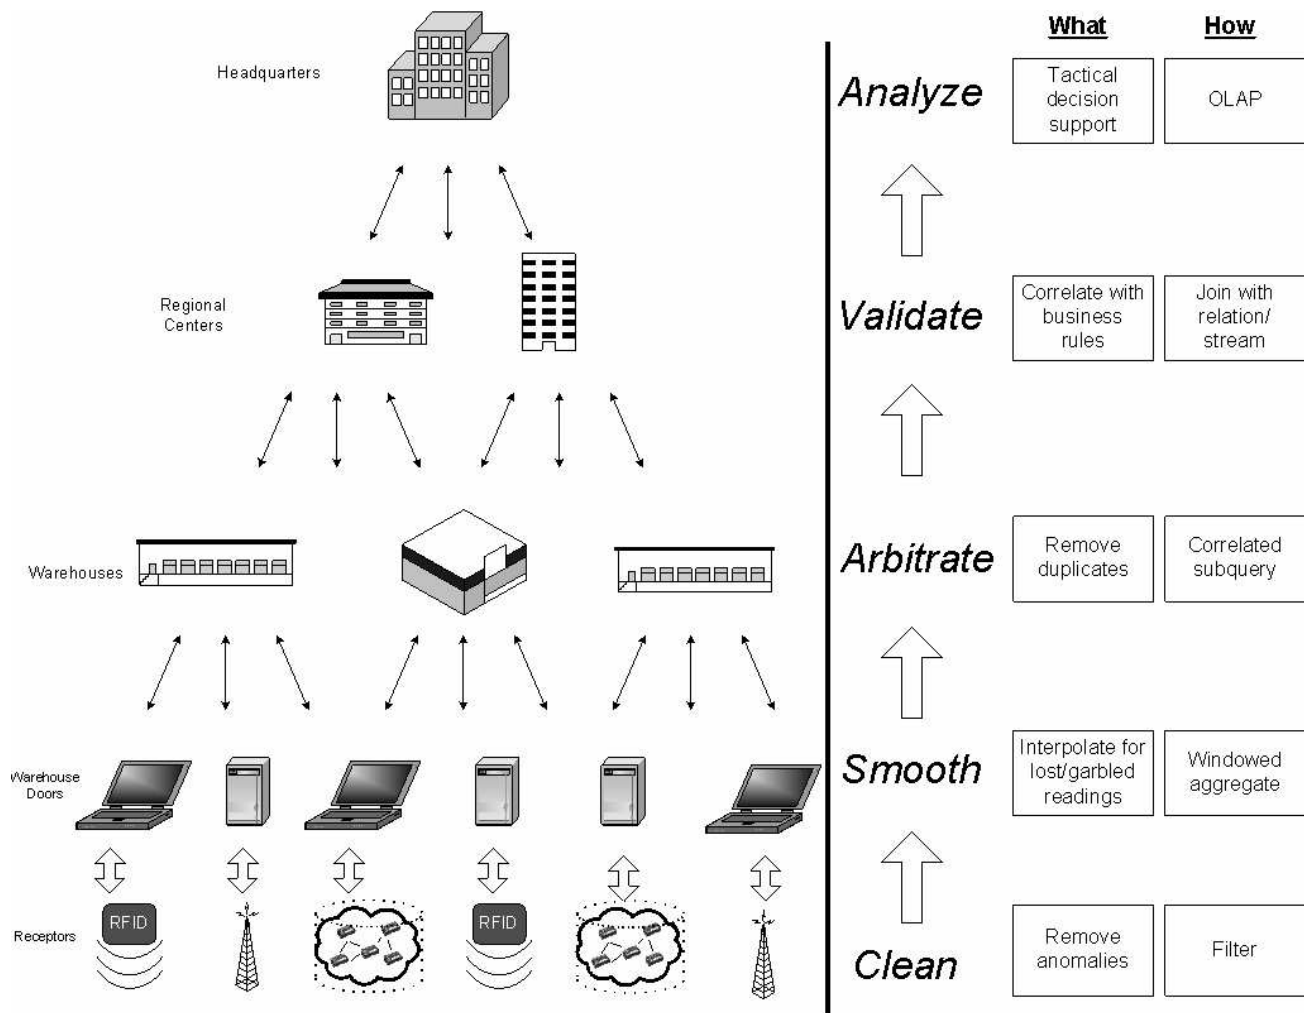 What
How
Headquarters
Analyze
Tactical
decision
support
OLAP
Regional
Centers
Validate
Correlate with
business
rules
Join with
relation/
stream
Warehouses
Arbitrate
Remove
duplicates
Correlated
subquery
Warehouse
Doors
Smooth
Interpolate for
lost/garbled
readings
Windowed
aggregate
Receptors
RFID
RFID
Clean
Remove
anomalies
Filter